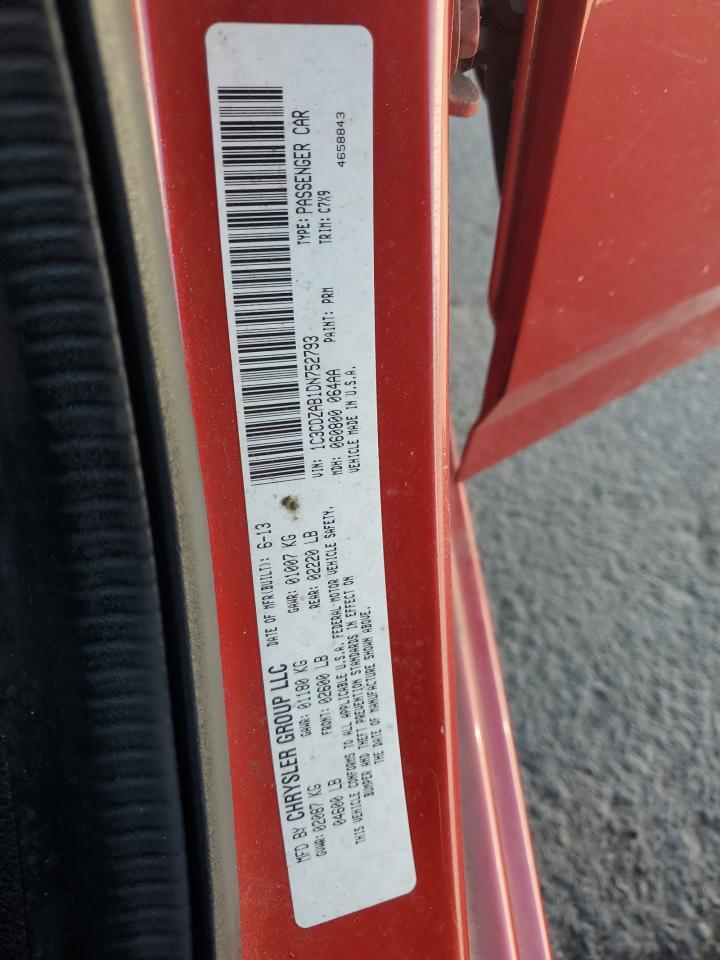 MFD BY CHRYSLER GROUP LLC DATE OF MFR(BUILT): 6-13
GVWR: 02087 KG GAWR: 01180 KG GAWR: 01007 KG
04600 LB FRONT: 02600 LB REAR: 02220 LB
THIS VEHICLE CONFORMS TO ALL APPLICABLE U.S.A. FEDERAL MOTOR VEHICLE SAFETY,
BUMPER AND THEFT PREVENTION STANDARDS IN EFFECT ON
THE DATE OF MANUFACTURE SHOWN ABOVE.
VIN: 1C3CDZAB1DN752793 TYPE: PASSENGER CAR
MDH: 060800 064AA PAINT: PRM TRIM: C7X9
VEHICLE MADE IN U.S.A. 4658843